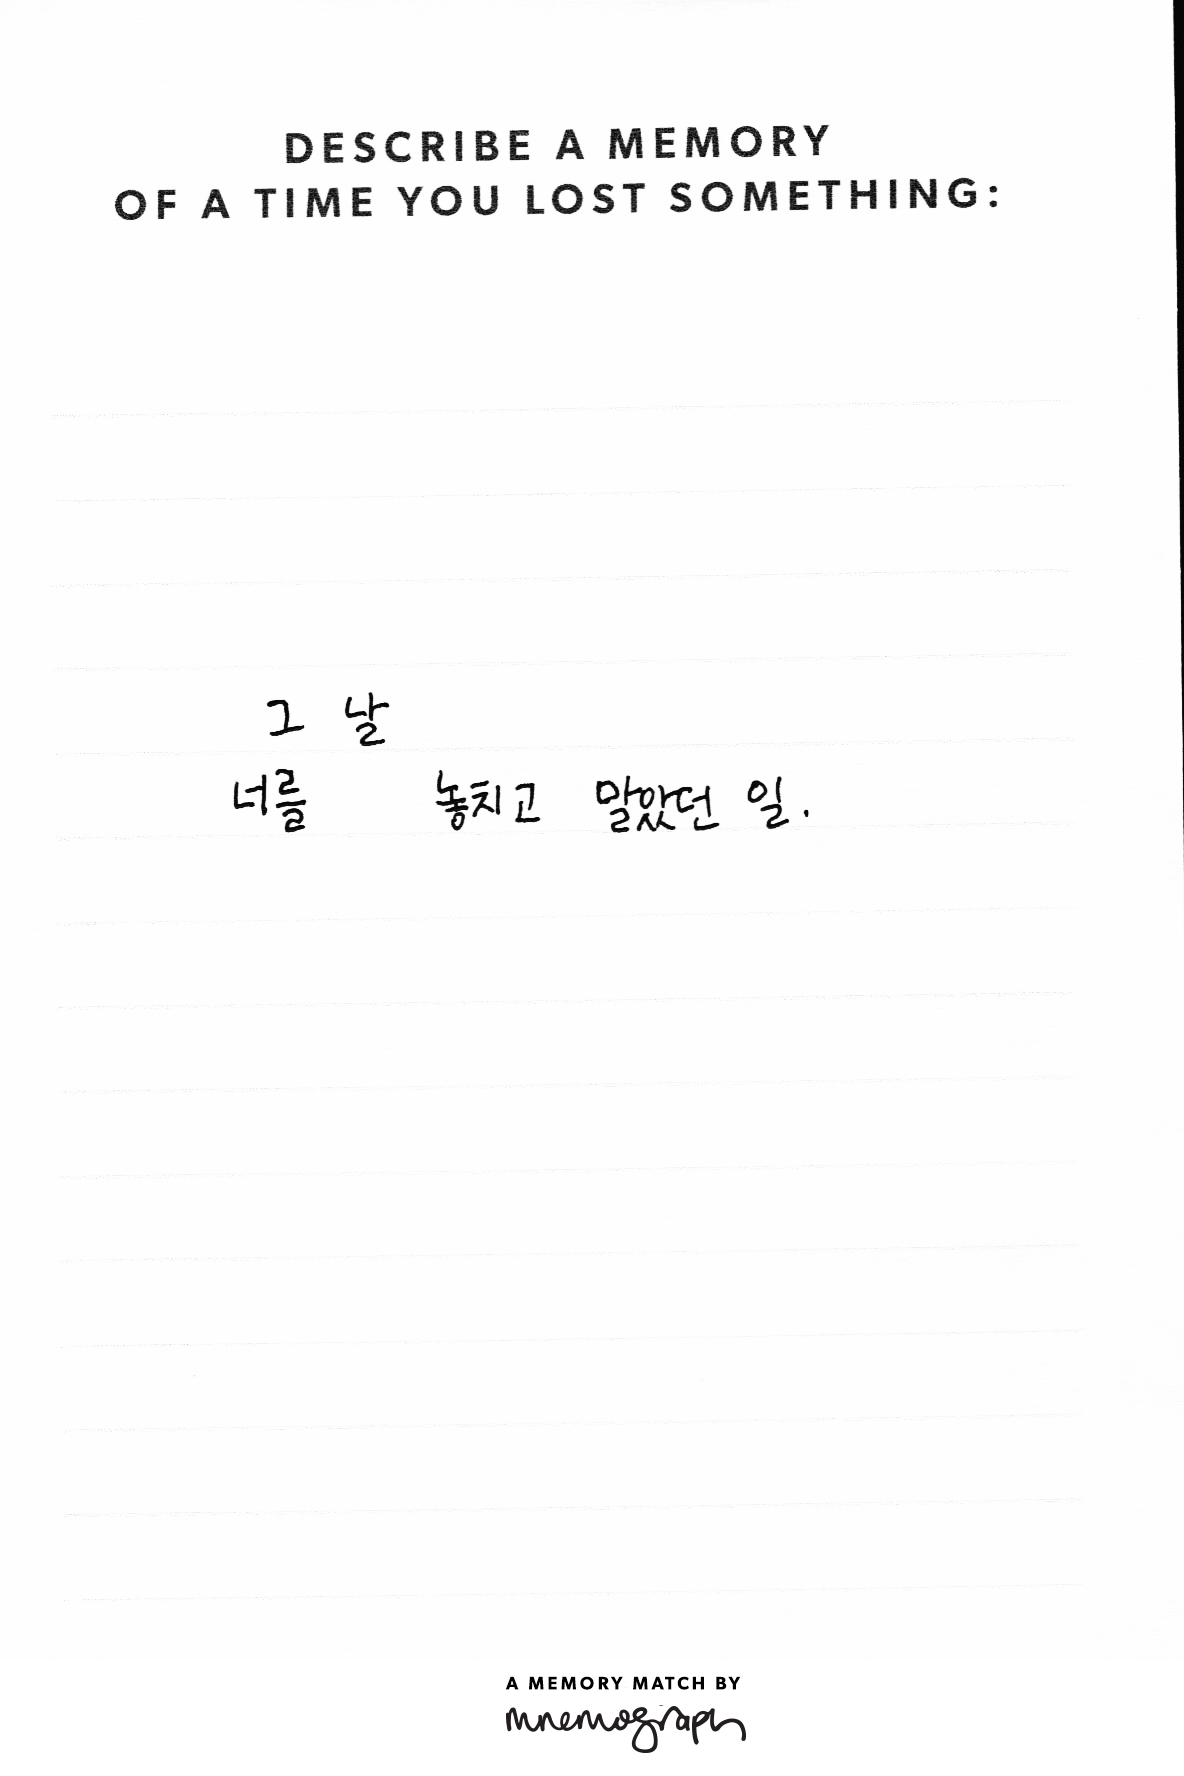 DESCRIBE A MEMORY
OF A TIME YOU LOST SOMETHING:
그 날
너를 놓치고 말았던 일.
A MEMORY MATCH BY
mnemograph